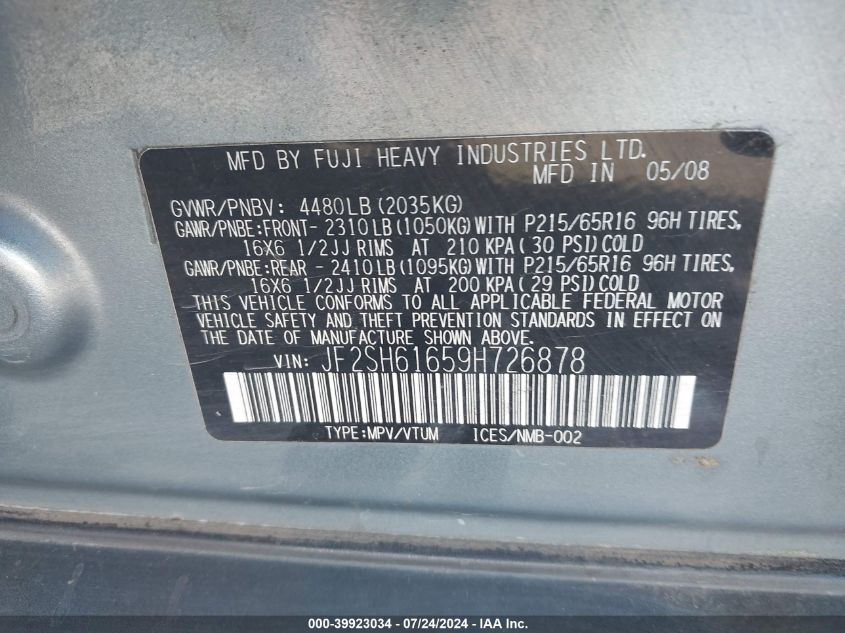 MFD BY FUJI HEAVY INDUSTRIES LTD.
MFD IN 05/08
GVWR/PNBV: 4480LB(2035KG)
GAWR/PNBE:FRONT- 2310LB(1050KG)WITH P215/65R16 96H TIRES,
16X6 1/2JJ RIMS AT 210 KPA(30 PSI)COLD
GAWR/PNBE:REAR - 2410LB(1095KG)WITH P215/65R16 96H TIRES,
16X6 1/2JJ RIMS AT 200 KPA(29 PSI)COLD
THIS VEHICLE CONFORMS TO ALL APPLICABLE FEDERAL MOTOR
VEHICLE SAFETY AND THEFT PREVENTION STANDARDS IN EFFECT ON
THE DATE OF MANUFACTURE SHOWN ABOVE.
VIN: JF2SH61659H726878
TYPE:MPV/VTUM ICES/NMB-002
000-39923034 - 07/24/2024 - IAA Inc.